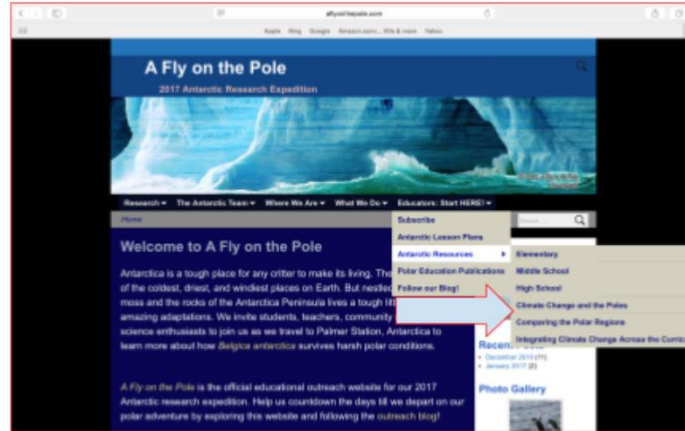 aflyonthepole.com
Apple Bing Google Amazon.com... Yahoo
A Fly on the Pole
2017 Antarctic Research Expedition
Research The Antarctic Team Where We Are What We Do Educators: Start HERE!
Home
Subscribe
Antarctic Lesson Plans
Antarctic Resources
Polar Education Publications
Follow our Blog!
Elementary
Middle School
High School
Climate Change and the Poles
Comparing the Polar Regions
Integrating Climate Change Across the Curric
Welcome to A Fly on the Pole
Antarctica is a tough place for any critter to make its living. The
of the coldest, driest, and windiest places on Earth. But nestled
moss and the rocks of the Antarctica Peninsula lives a tough litt
amazing adaptations. We invite students, teachers, community
science enthusiasts to join us as we travel to Palmer Station, Antarctica to
learn more about how Belgica antarctica survives harsh polar conditions.
A Fly on the Pole is the official educational outreach website for our 2017
Antarctic research expedition. Help us countdown the days till we depart on our
polar adventure by exploring this website and following the outreach blog!
Recent
December 2016 (11)
January 2017 (2)
Photo Gallery